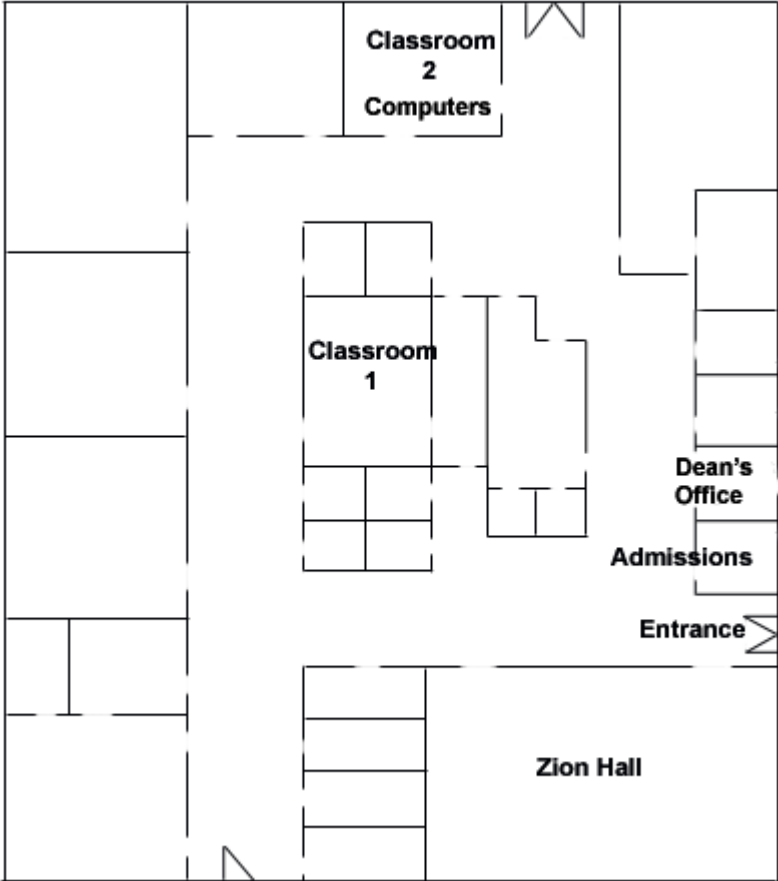 Classroom
2
Computers
Classroom
1
Dean's
Office
Admissions
Entrance
Zion Hall